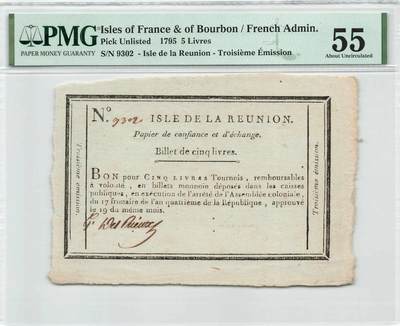 PMG
PAPER MONEY GUARANTY
Isles of France & of Bourbon / French Admin.
Pick Unlisted 1795 5 Livres
S/N 9302 - Isle de la Reunion - Troisième Émission
55
About Uncirculated
N.º 9302 ISLE DE LA REUNION.
Papier de confiance et d'échange.
Billet de cinq livres.
BON pour CINQ LIVRES Tournois, remboursables
à volonté, en billets monnoie déposés dans les caisses
publiques, en exécution de l'arrêté de l'Assemblée coloniale,
du 17 frimaire de l'an quatrième de la République, approuvé
le 19 du même mois.
Troisième émission.
Troisième émission.